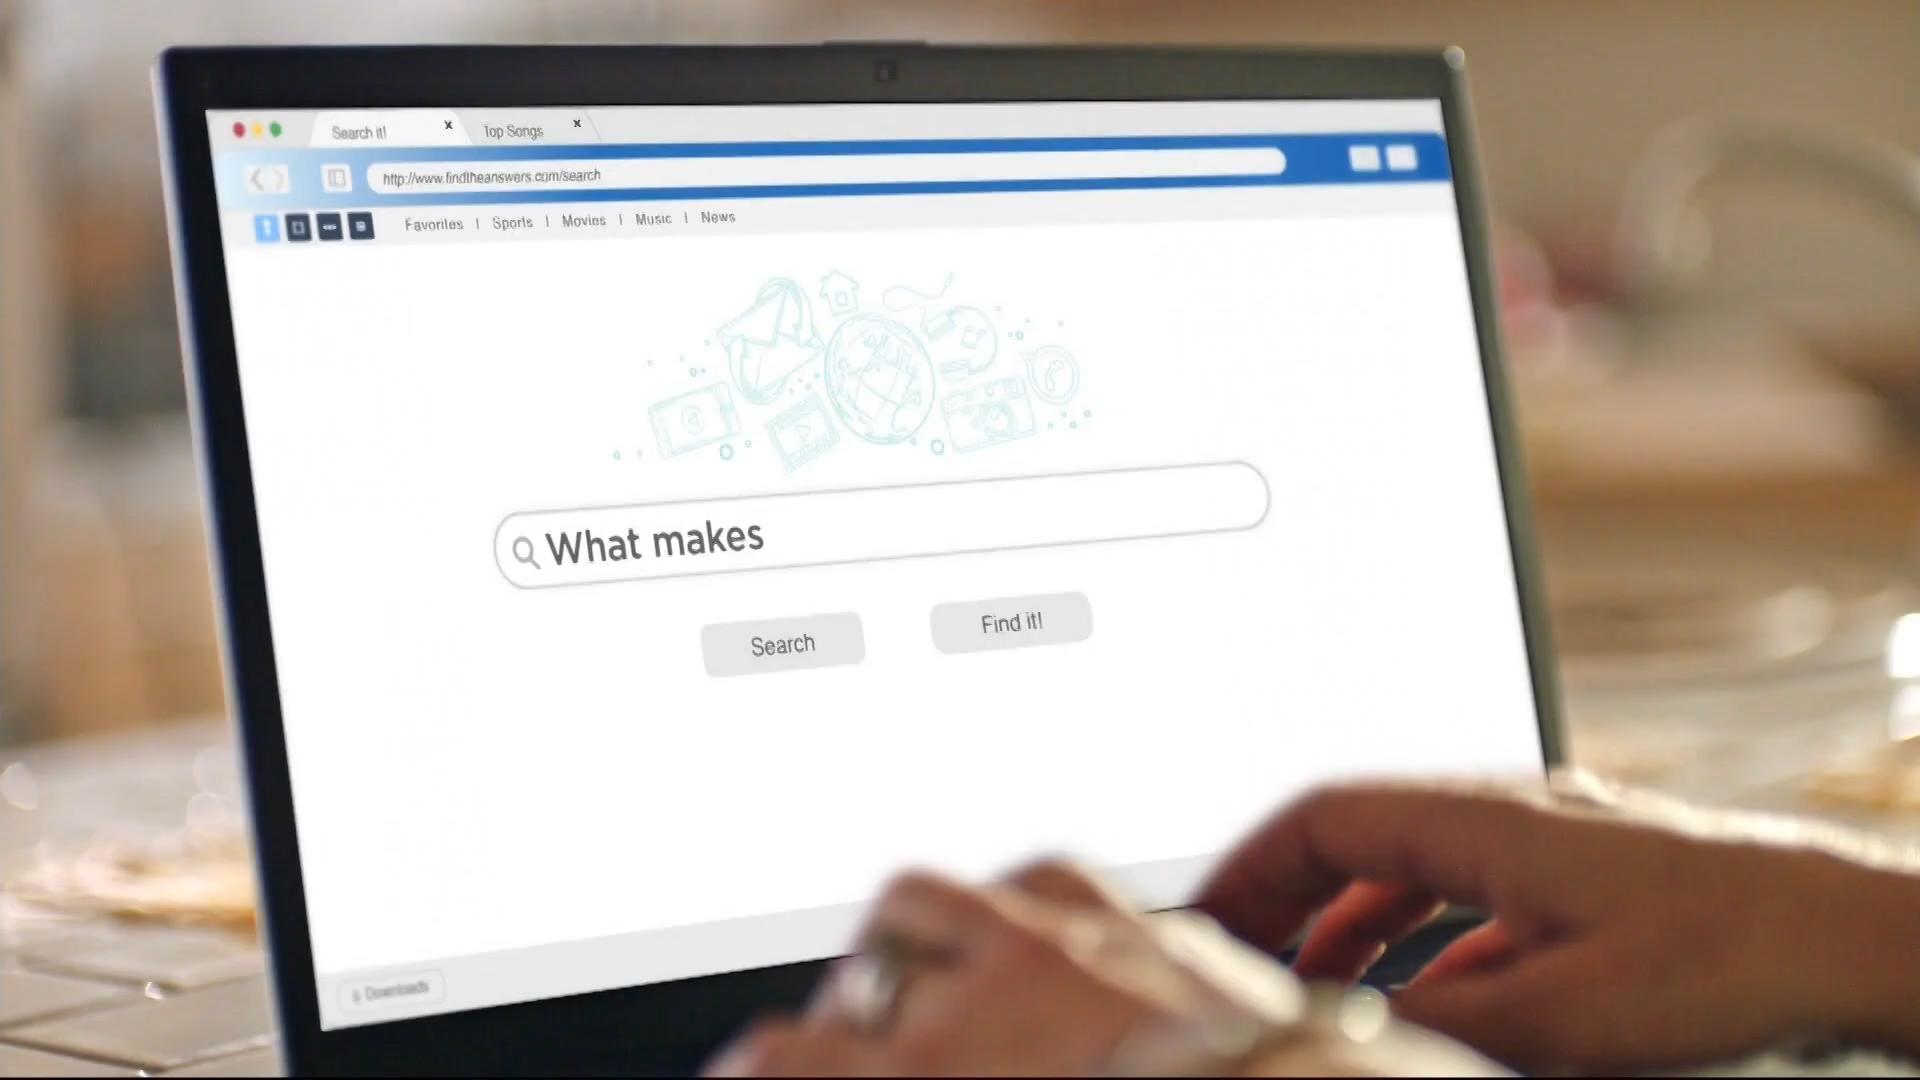 Search it! x Top Songs x
http://www.findtheanswers.com/search
Favorites | Sports | Movies | Music | News
What makes
Search Find it!
Downloads